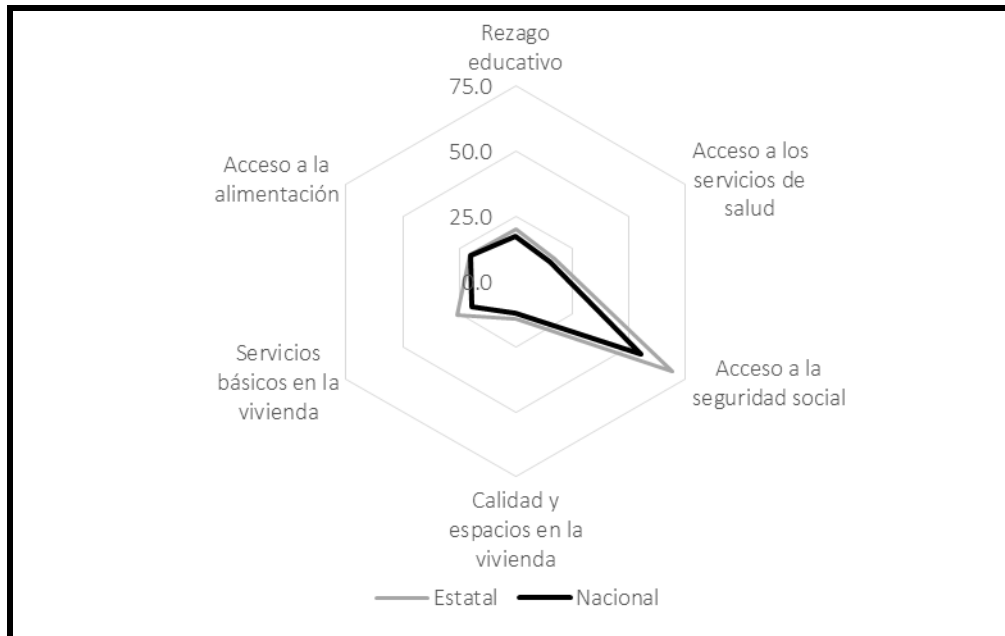 Rezago
educativo
75.0
50.0
25.0
0.0
Acceso a los
servicios de
salud
Acceso a la
seguridad social
Calidad y
espacios en la
vivienda
Servicios
básicos en la
vivienda
Acceso a la
alimentación
Estatal
Nacional